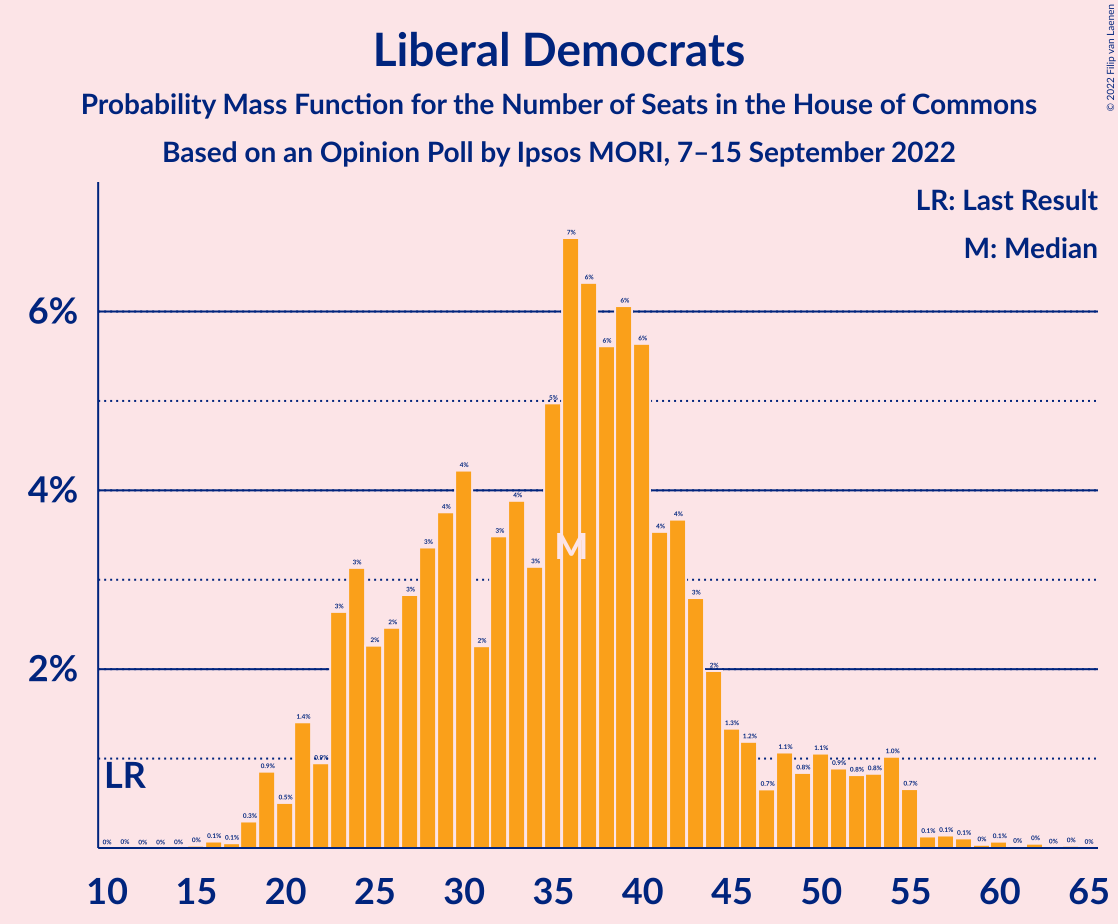 Liberal Democrats
Probability Mass Function for the Number of Seats in the House of Commons
Based on an Opinion Poll by Ipsos MORI, 7–15 September 2022
© 2022 Filip van Laenen
LR: Last Result
M: Median
6%
4%
2%
0% 0% 0% 0% 0% 0% 0.1% 0.1% 0.3% 0.9% 0.5% 1.4% 0.9% 3% 3% 2% 2% 3% 3% 4% 4% 2% 3% 4% 3% 5% 7% 6% 6% 6% 6% 4% 4% 3% 2% 1.3% 1.2% 0.7% 1.1% 0.8% 1.1% 0.9% 0.8% 0.8% 1.0% 0.7% 0.1% 0.1% 0.1% 0% 0.1% 0% 0% 0% 0% 0%
M
LR
10 15 20 25 30 35 40 45 50 55 60 65